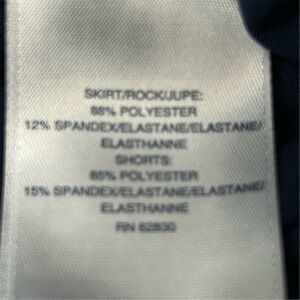 SKIRT/ROCK/JUPE:
88% POLYESTER
12% SPANDEX/ELASTANE/ELASTANE/
ELASTHANNE
SHORTS:
85% POLYESTER
15% SPANDEX/ELASTANE/ELASTANE/
ELASTHANNE
RN 62830